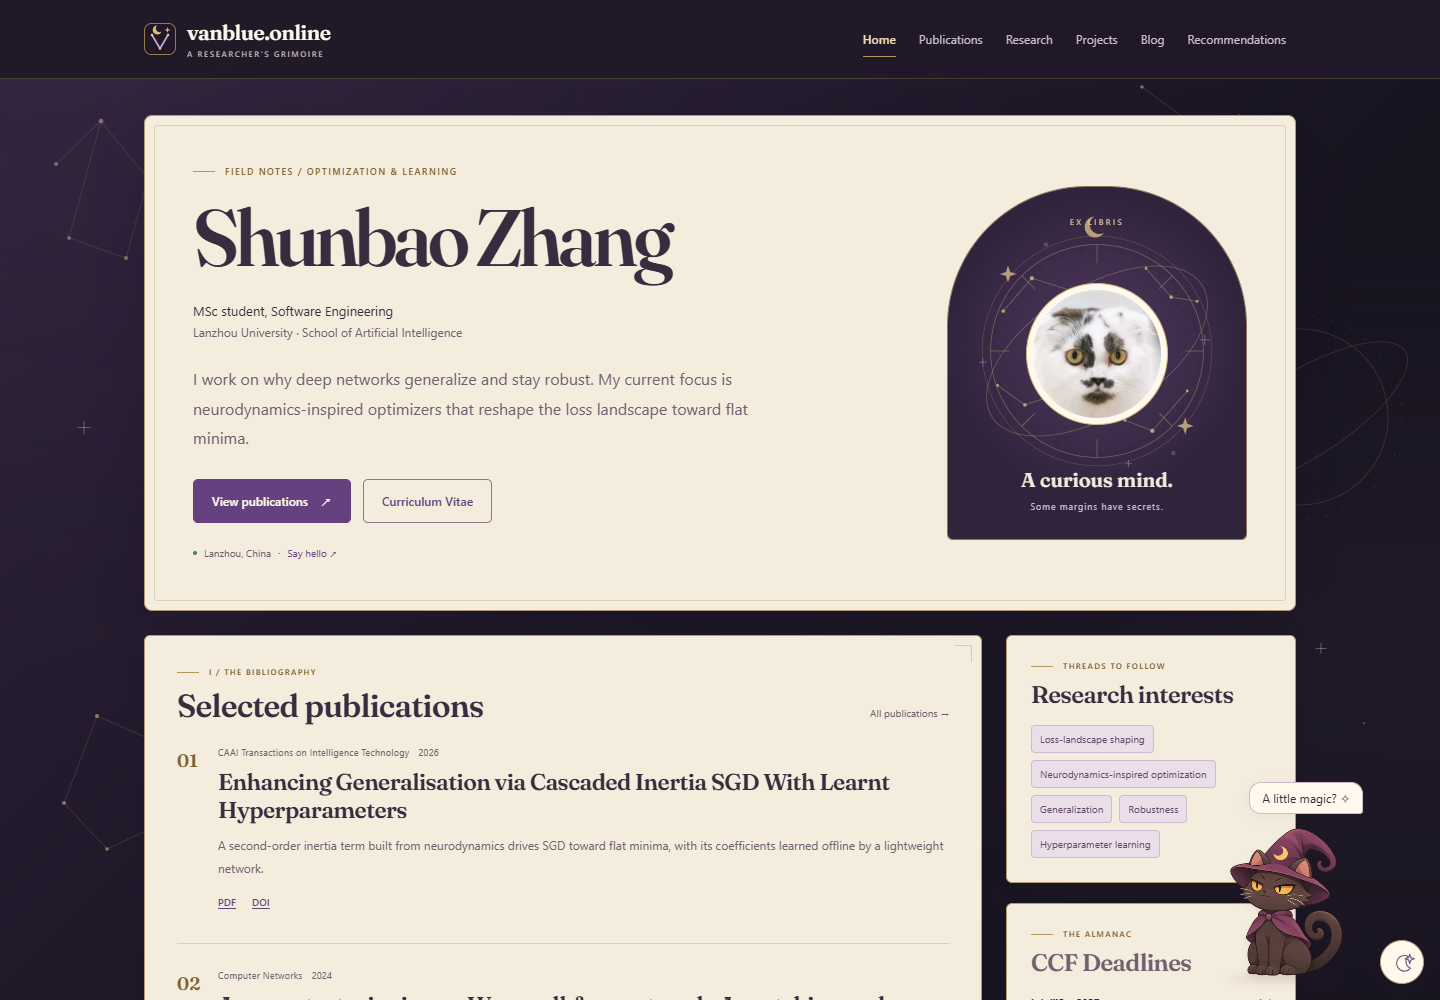 vanblue.online
A RESEARCHER'S GRIMOIRE
Home Publications Research Projects Blog Recommendations
FIELD NOTES / OPTIMIZATION & LEARNING
Shunbao Zhang
MSc student, Software Engineering
Lanzhou University · School of Artificial Intelligence
I work on why deep networks generalize and stay robust. My current focus is
neurodynamics-inspired optimizers that reshape the loss landscape toward flat
minima.
View publications ↗ Curriculum Vitae
Lanzhou, China · Say hello ↗
EX LIBRIS
A curious mind.
Some margins have secrets.
I / THE BIBLIOGRAPHY
Selected publications
All publications →
01
CAAI Transactions on Intelligence Technology 2026
Enhancing Generalisation via Cascaded Inertia SGD With Learnt
Hyperparameters
A second-order inertia term built from neurodynamics drives SGD toward flat minima, with its coefficients learned offline by a lightweight
network.
PDF DOI
02
Computer Networks 2024
THREADS TO FOLLOW
Research interests
Loss-landscape shaping
Neurodynamics-inspired optimization
Generalization Robustness
Hyperparameter learning
A little magic? ✧
THE ALMANAC
CCF Deadlines